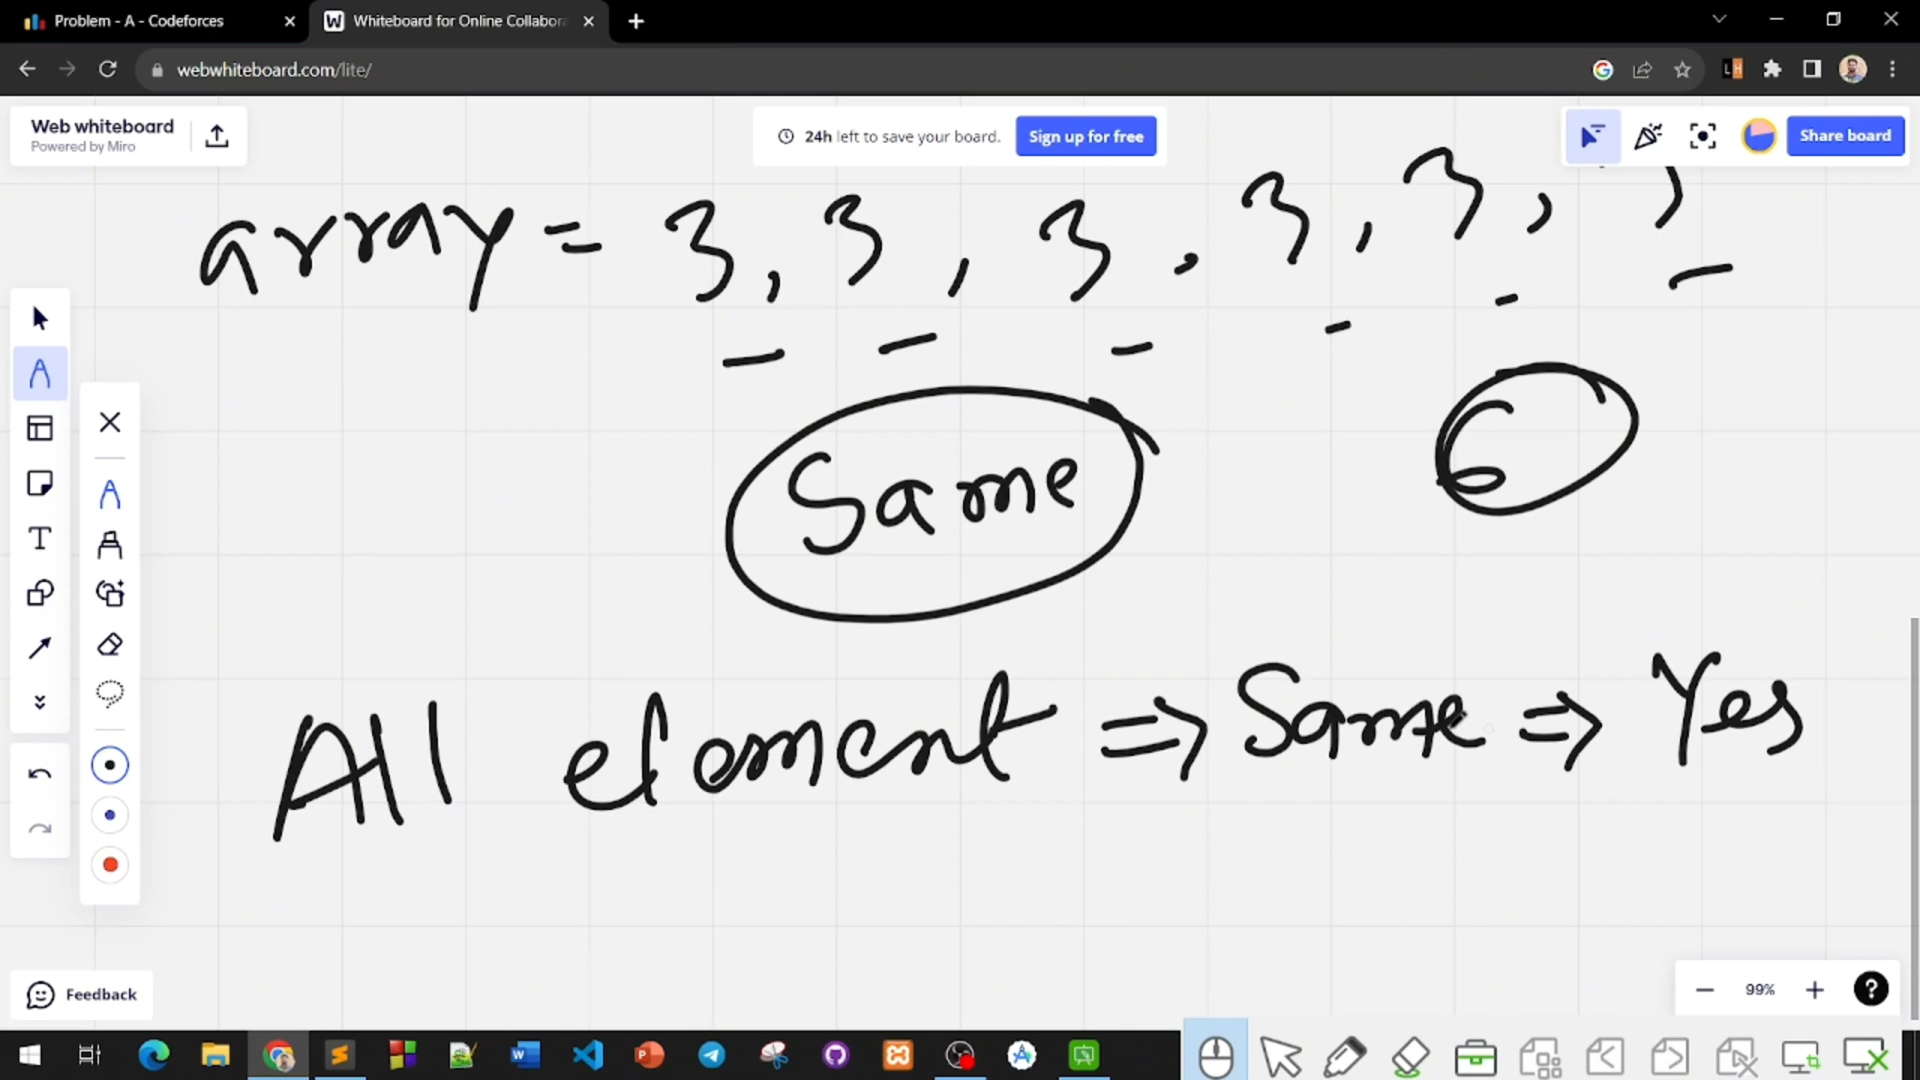 Problem - A - Codeforces
Whiteboard for Online Collabor
webwhiteboard.com/lite/
Web whiteboard
Powered by Miro
24h left to save your board.
Sign up for free
Share board
array = 3, 3, 3, 3, 3,
Same
6
All element => Same => Yes
Feedback
99%